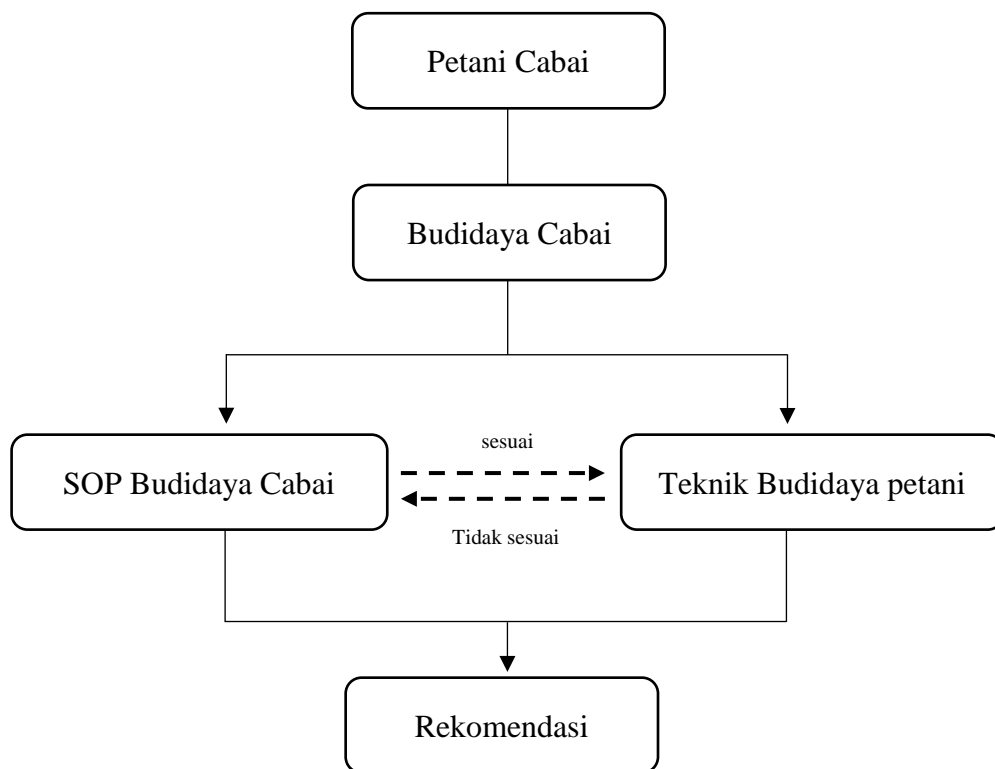 Petani Cabai
Budidaya Cabai
sesuai
SOP Budidaya Cabai
Teknik Budidaya petani
Tidak sesuai
Rekomendasi